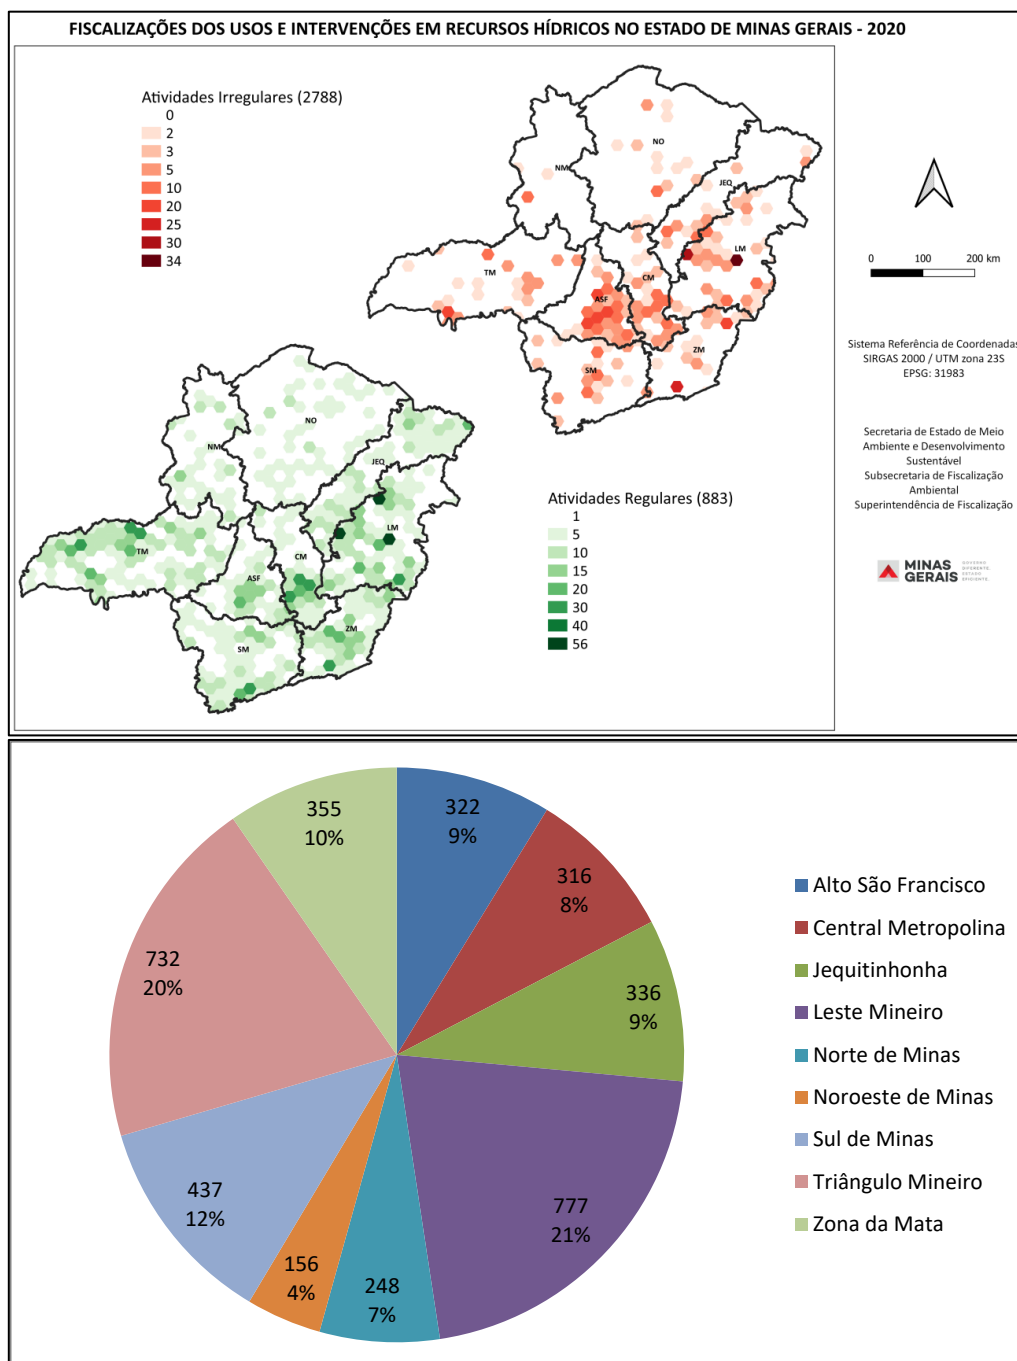 FISCALIZAÇÕES DOS USOS E INTERVENÇÕES EM RECURSOS HÍDRICOS NO ESTADO DE MINAS GERAIS - 2020
Atividades Irregulares (2788)
0
2
3
5
10
20
25
30
34
NO
NM
JEQ
LM
TM
CM
ASF
ZM
SM
0 100 200 km
Sistema Referência de Coordenadas
SIRGAS 2000 / UTM zona 23S
EPSG: 31983
Secretaria de Estado de Meio
Ambiente e Desenvolvimento
Sustentável
Subsecretaria de Fiscalização
Ambiental
Superintendência de Fiscalização
MINAS
GERAIS
GOVERNO
DIFERENTE.
ESTADO
EFICIENTE.
NO
NM
JEQ
LM
TM
CM
ASF
ZM
SM
Atividades Regulares (883)
1
5
10
15
20
30
40
56
355
10%
322
9%
316
8%
336
9%
777
21%
248
7%
156
4%
437
12%
732
20%
Alto São Francisco
Central Metropolina
Jequitinhonha
Leste Mineiro
Norte de Minas
Noroeste de Minas
Sul de Minas
Triângulo Mineiro
Zona da Mata